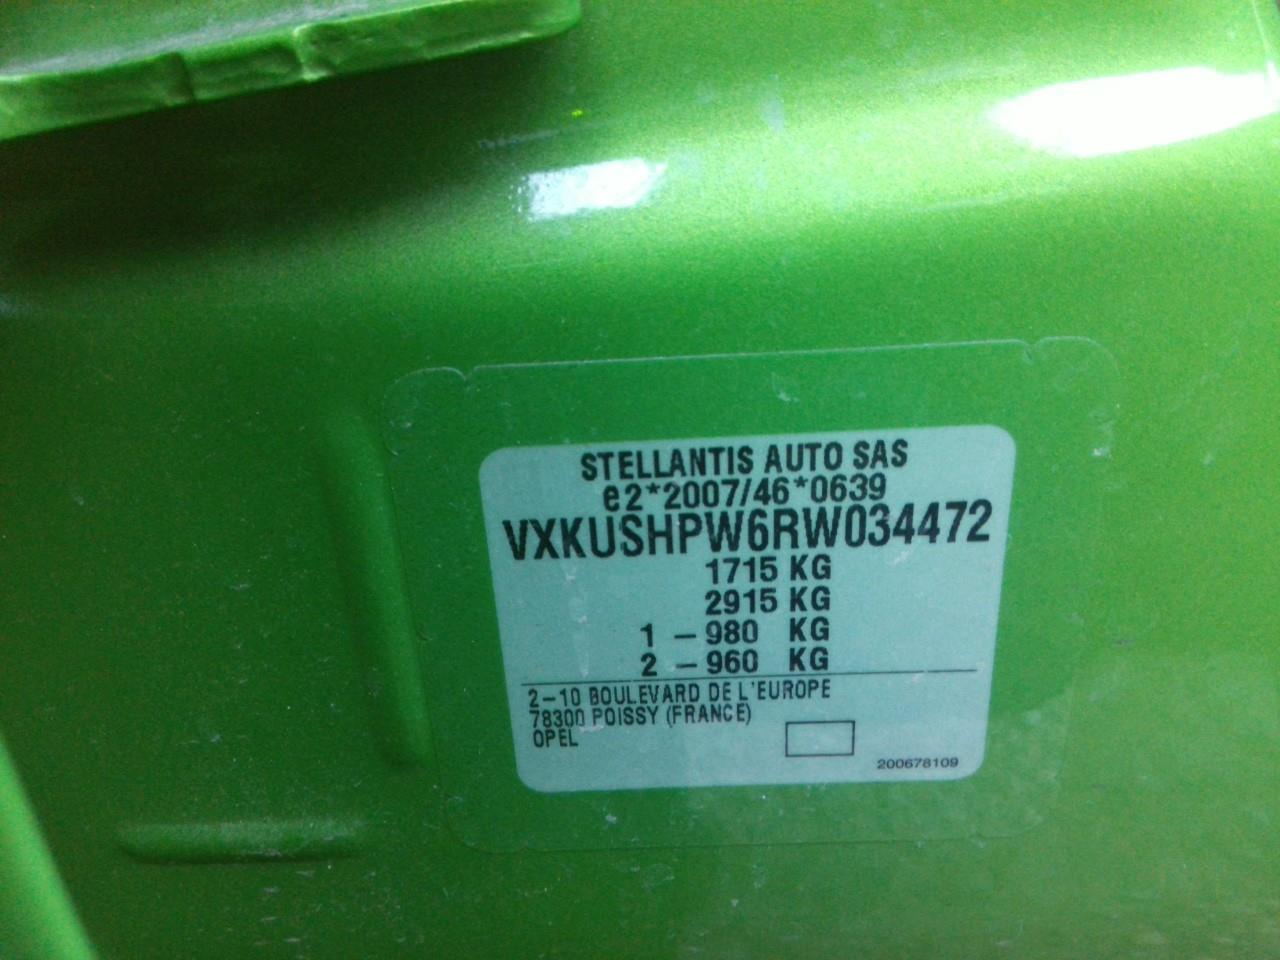 STELLANTIS AUTO SAS
e2*2007/46*0639
VXKUSHPW6RW034472
1715 KG
2915 KG
1 – 980 KG
2 – 960 KG
2–10 BOULEVARD DE L'EUROPE
78300 POISSY (FRANCE)
OPEL
200678109